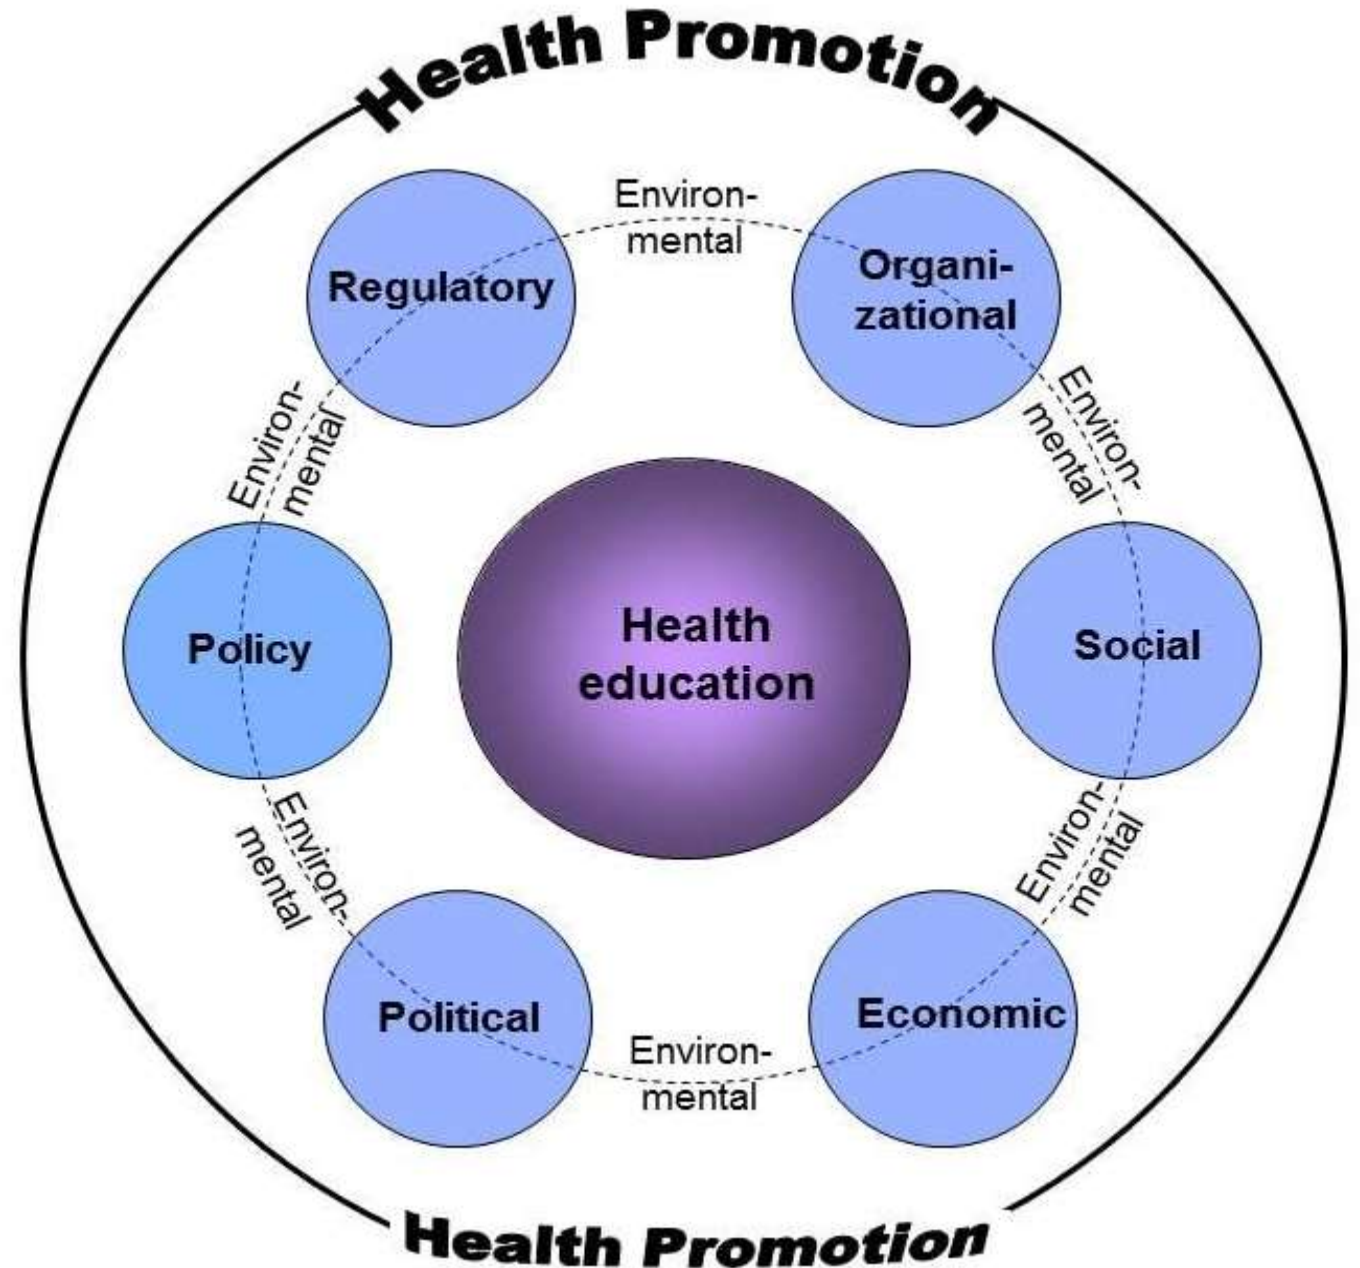 Health Promotion
Environ-
mental
Regulatory
Organi-
zational
Environ-
mental
Environ-
mental
Health
education
Policy
Social
Environ-
mental
Environ-
mental
Political
Economic
Environ-
mental
Health Promotion